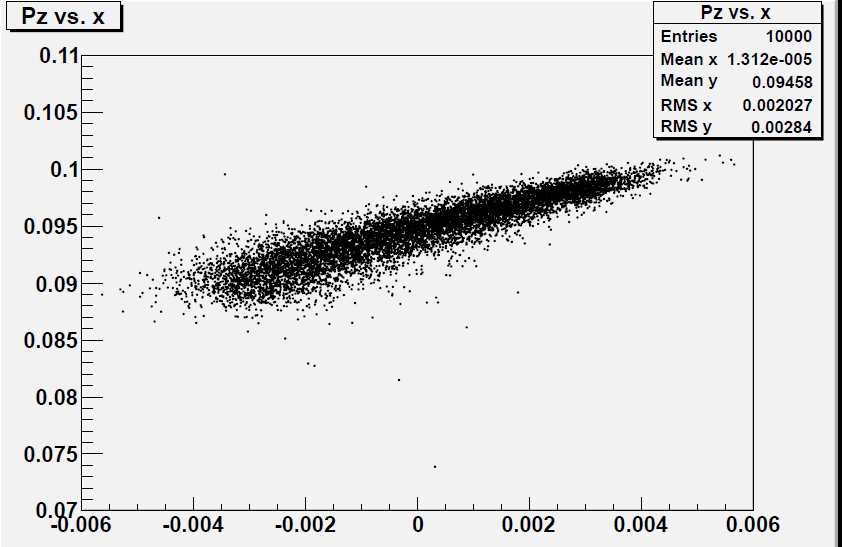 Pz vs. x
Pz vs. x
Entries 10000
Mean x 1.312e-005
Mean y 0.09458
RMS x 0.002027
RMS y 0.00284
0.11
0.105
0.1
0.095
0.09
0.085
0.08
0.075
0.07
-0.006 -0.004 -0.002 0 0.002 0.004 0.006